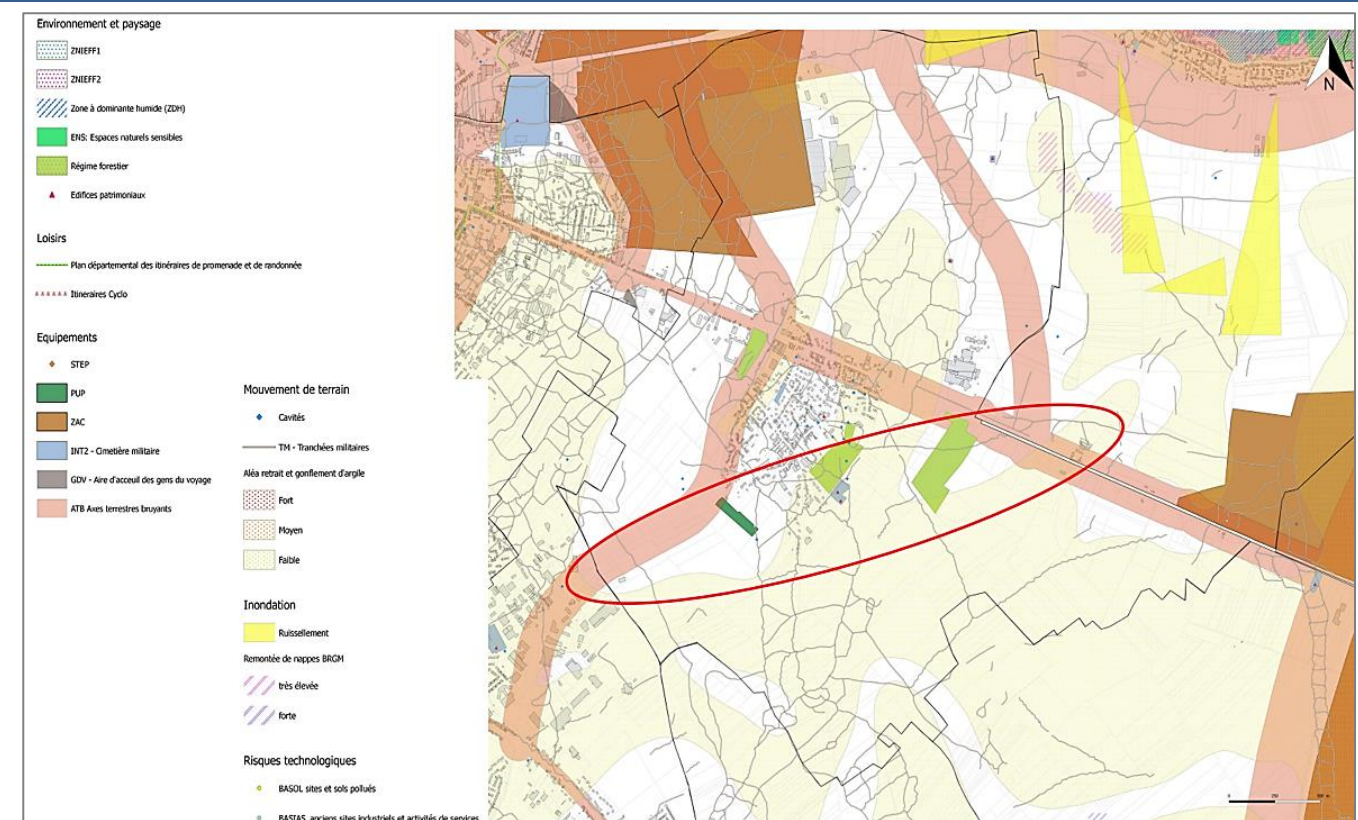 Environnement et paysage
ZNIEFF1
ZNIEFF2
Zone à dominante humide (ZDH)
ENS: Espaces naturels sensibles
Régime forestier
Edifices patrimoniaux
Loisirs
Plan départemental des itinéraires de promenade et de randonnée
Itineraires Cyclo
Equipements
STEP
PUP
ZAC
INT2 - Cimetière militaire
GDV - Aire d'acceuil des gens du voyage
ATB Axes terrestres bruyants
Mouvement de terrain
Cavités
TM - Tranchées militaires
Aléa retrait et gonflement d'argile
Fort
Moyen
Faible
Inondation
Ruissellement
Remontée de nappes BRGM
très élevée
forte
Risques technologiques
BASOL sites et sols pollués
BASIAS, anciens sites industriels et activités de services
N